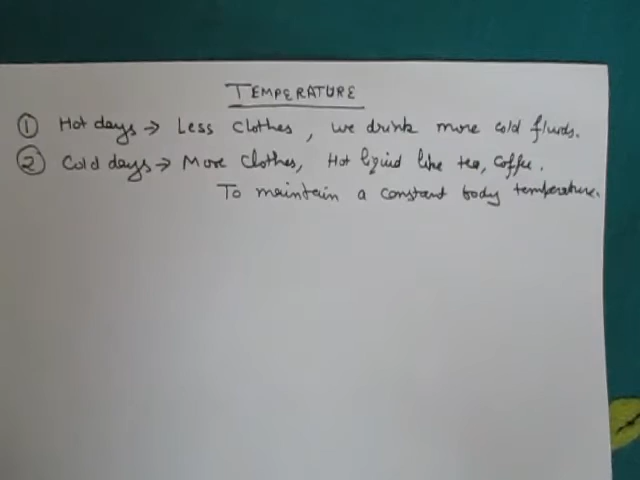 TEMPERATURE
① Hot days → Less clothes, we drink more cold fluids.
② Cold days → More clothes, Hot liquid like tea, coffee.
To maintain a constant body temperature.